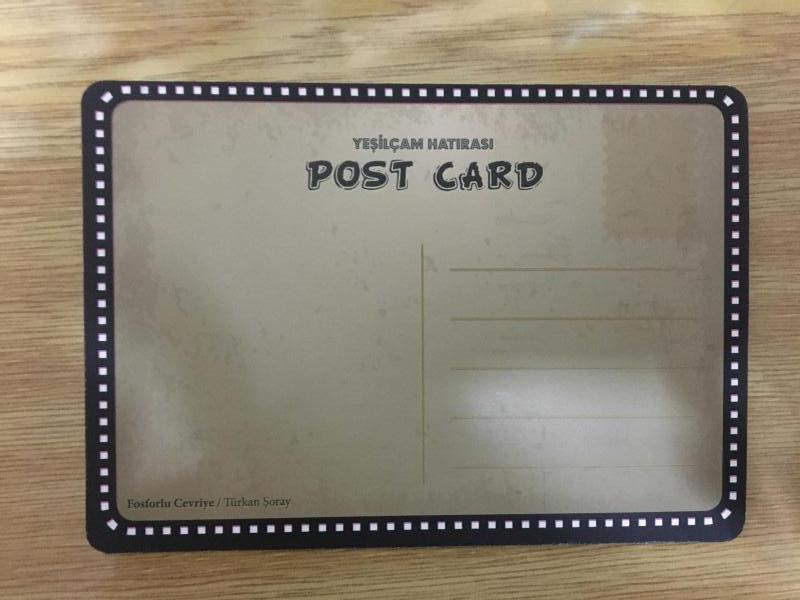 YEŞİLÇAM HATIRASI
POST CARD
Fosforlu Cevriye / Türkan Şoray